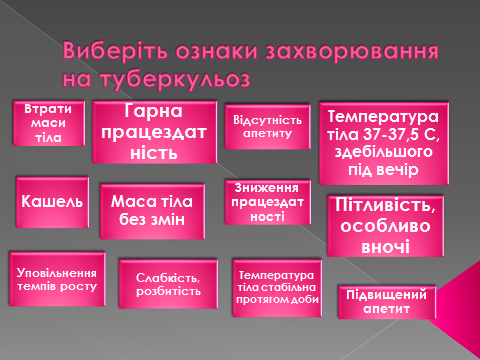 Виберіть ознаки захворювання
на туберкульоз
Втрати
маси
тіла
Гарна
працездат
ність
Відсутність
апетиту
Температура
тіла 37-37,5 С,
здебільшого
під вечір
Кашель
Маса тіла
без змін
Зниження
працездат
ності
Пітливість,
особливо
вночі
Уповільнення
темпів росту
Слабкість,
розбитість
Температура
тіла стабільна
протягом доби
Підвищений
апетит